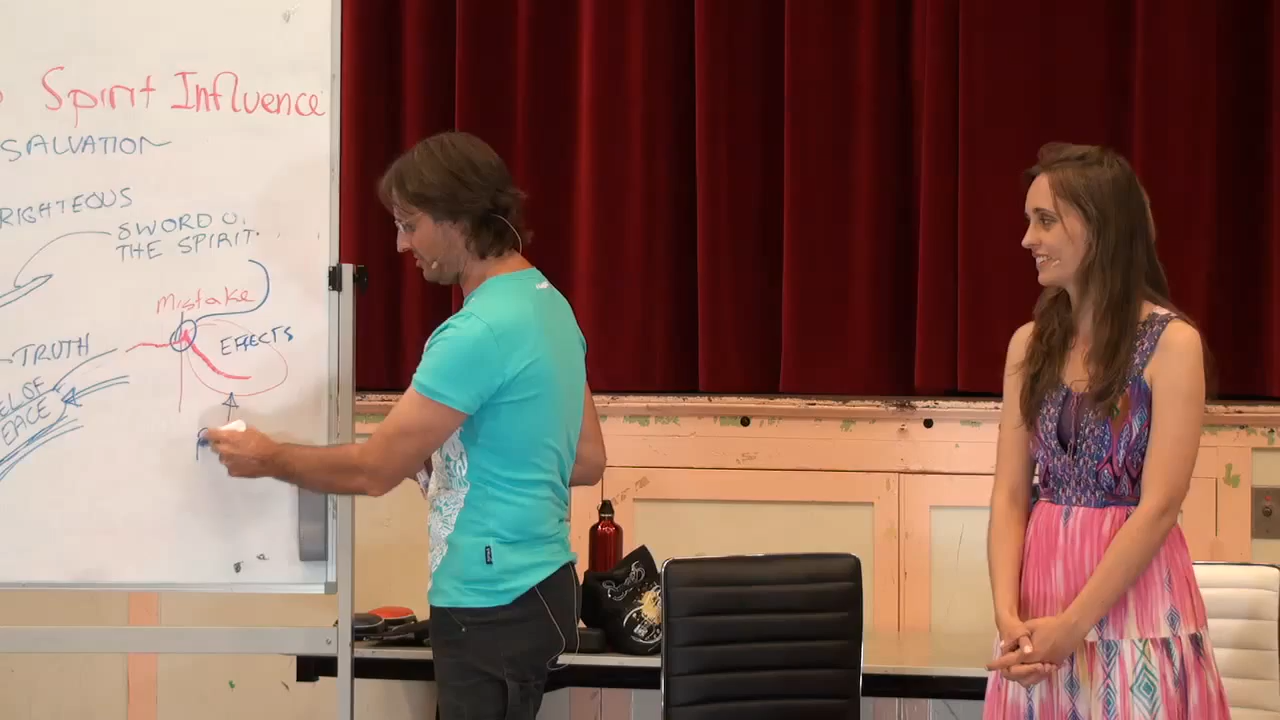 Spirit Influence
SALVATION
RIGHTEOUS
SWORD O.
THE SPIRIT.
Mistake
EFFECTS
TRUTH
EL OF
EACE